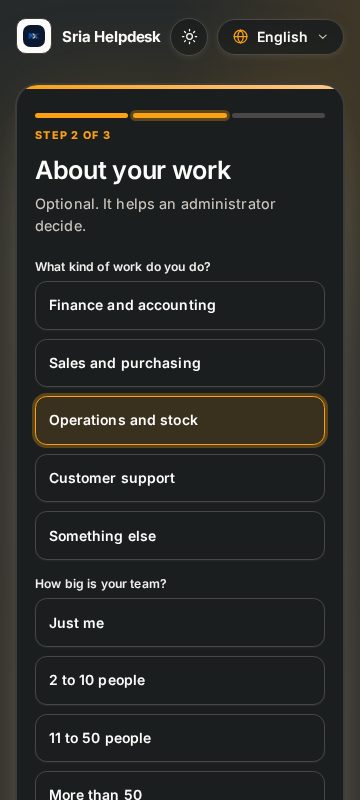 Sria Helpdesk
English
STEP 2 OF 3
About your work
Optional. It helps an administrator
decide.
What kind of work do you do?
Finance and accounting
Sales and purchasing
Operations and stock
Customer support
Something else
How big is your team?
Just me
2 to 10 people
11 to 50 people
More than 50